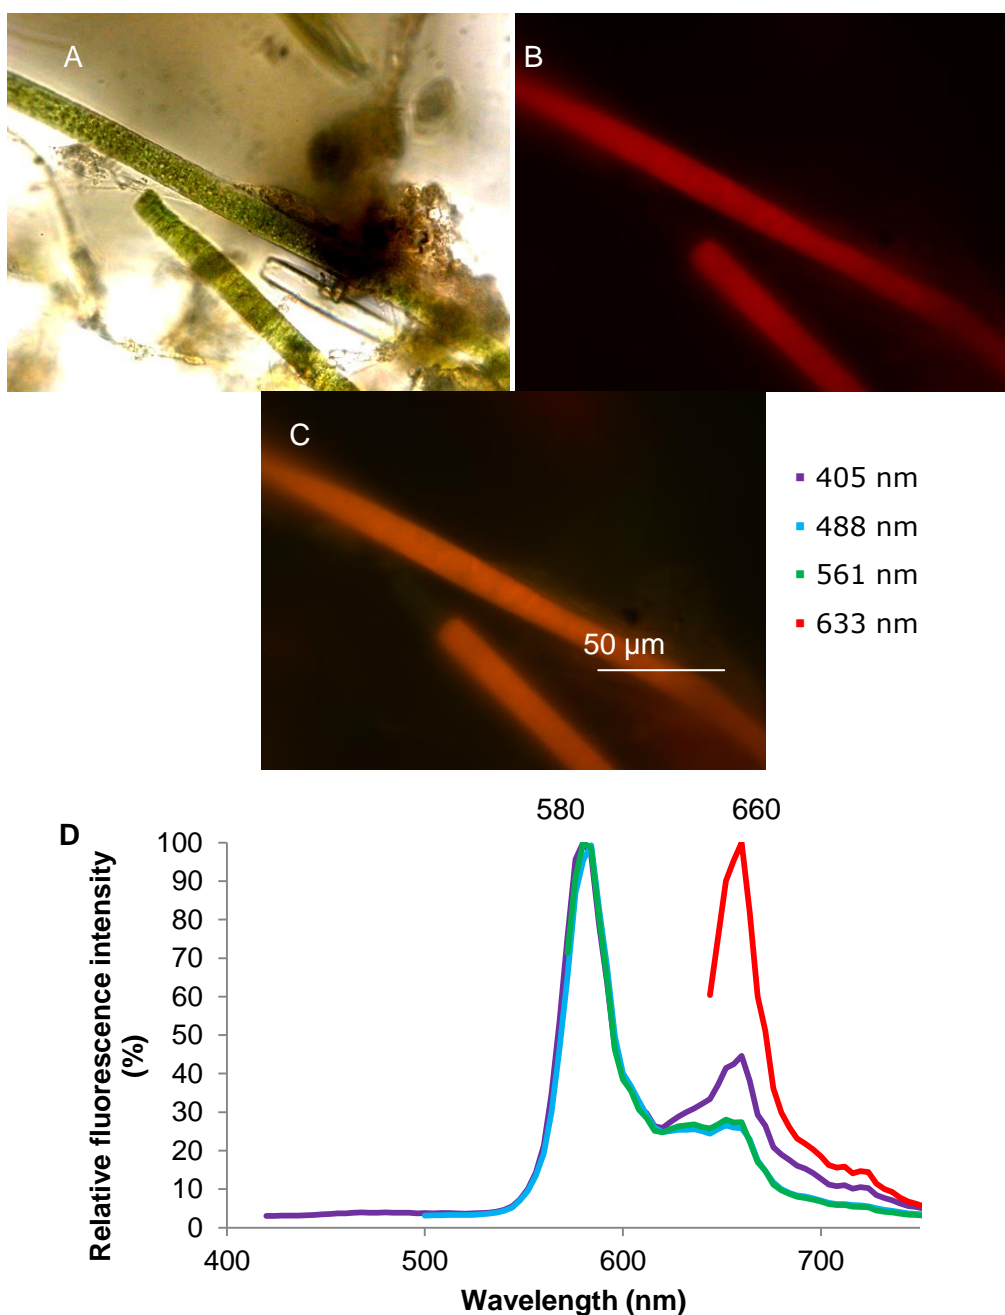 A
B
C
50 µm
405 nm
488 nm
561 nm
633 nm
D
580
660
Relative fluorescence intensity
(%)
100
90
80
70
60
50
40
30
20
10
0
400
500
600
700
Wavelength (nm)